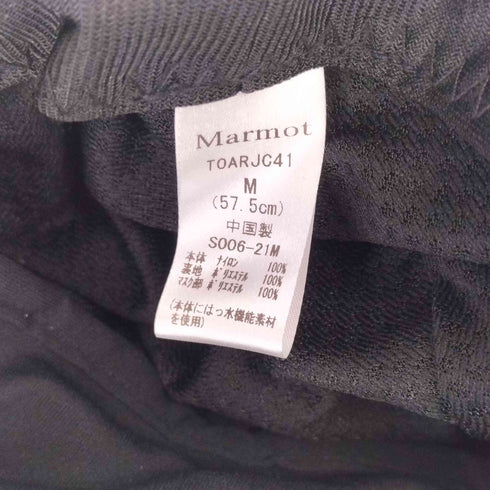 Marmot
TOARJC41
M
(57.5cm)
中国製
S006-21M
本体 ナイロン 100%
裏地 ポリエステル 100%
マスク部 ポリエステル 100%
(本体にはっ水機能素材
を使用)